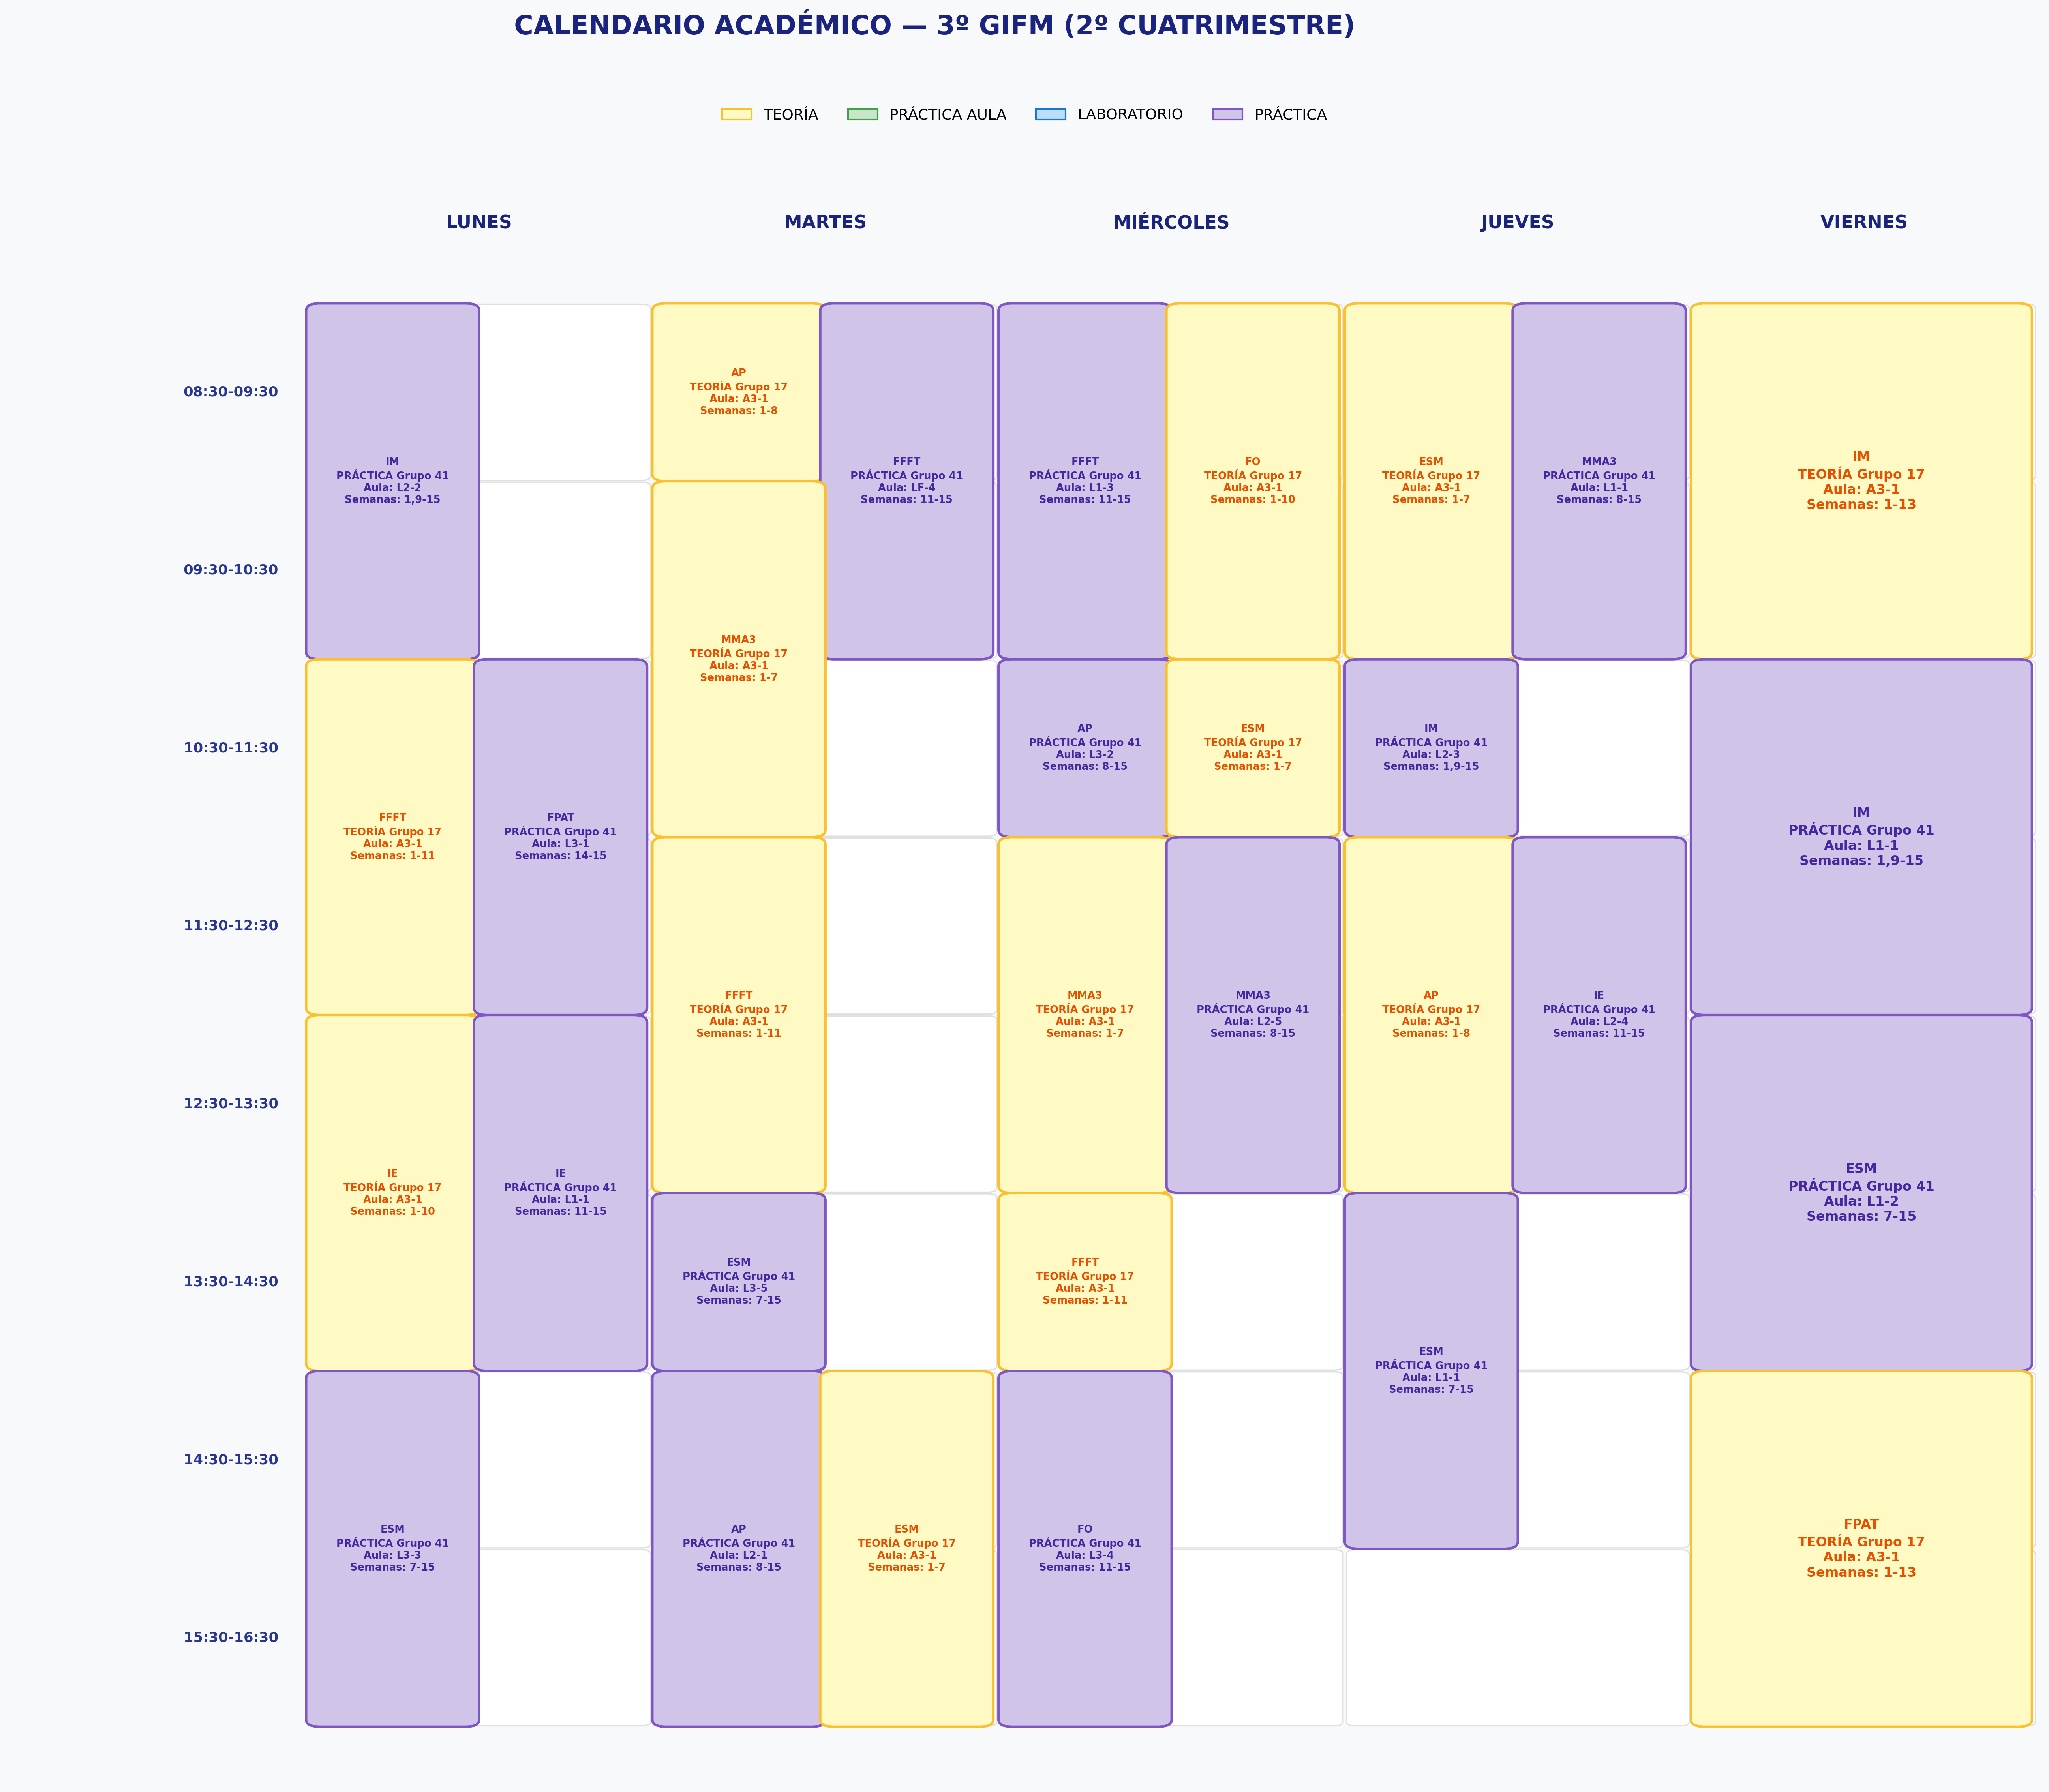 CALENDARIO ACADÉMICO — 3º GIFM (2º CUATRIMESTRE)
TEORÍA
PRÁCTICA AULA
LABORATORIO
PRÁCTICA
LUNES
MARTES
MIÉRCOLES
JUEVES
VIERNES
08:30-09:30
09:30-10:30
10:30-11:30
11:30-12:30
12:30-13:30
13:30-14:30
14:30-15:30
15:30-16:30
IM
PRÁCTICA Grupo 41
Aula: L2-2
Semanas: 1,9-15
FFFT
TEORÍA Grupo 17
Aula: A3-1
Semanas: 1-11
FPAT
PRÁCTICA Grupo 41
Aula: L3-1
Semanas: 14-15
IE
TEORÍA Grupo 17
Aula: A3-1
Semanas: 1-10
IE
PRÁCTICA Grupo 41
Aula: L1-1
Semanas: 11-15
ESM
PRÁCTICA Grupo 41
Aula: L3-3
Semanas: 7-15
AP
TEORÍA Grupo 17
Aula: A3-1
Semanas: 1-8
FFFT
PRÁCTICA Grupo 41
Aula: LF-4
Semanas: 11-15
MMA3
TEORÍA Grupo 17
Aula: A3-1
Semanas: 1-7
FFFT
TEORÍA Grupo 17
Aula: A3-1
Semanas: 1-11
ESM
PRÁCTICA Grupo 41
Aula: L3-5
Semanas: 7-15
AP
PRÁCTICA Grupo 41
Aula: L2-1
Semanas: 8-15
ESM
TEORÍA Grupo 17
Aula: A3-1
Semanas: 1-7
FFFT
PRÁCTICA Grupo 41
Aula: L1-3
Semanas: 11-15
FO
TEORÍA Grupo 17
Aula: A3-1
Semanas: 1-10
AP
PRÁCTICA Grupo 41
Aula: L3-2
Semanas: 8-15
ESM
TEORÍA Grupo 17
Aula: A3-1
Semanas: 1-7
MMA3
TEORÍA Grupo 17
Aula: A3-1
Semanas: 1-7
MMA3
PRÁCTICA Grupo 41
Aula: L2-5
Semanas: 8-15
FFFT
TEORÍA Grupo 17
Aula: A3-1
Semanas: 1-11
FO
PRÁCTICA Grupo 41
Aula: L3-4
Semanas: 11-15
ESM
TEORÍA Grupo 17
Aula: A3-1
Semanas: 1-7
MMA3
PRÁCTICA Grupo 41
Aula: L1-1
Semanas: 8-15
IM
PRÁCTICA Grupo 41
Aula: L2-3
Semanas: 1,9-15
AP
TEORÍA Grupo 17
Aula: A3-1
Semanas: 1-8
IE
PRÁCTICA Grupo 41
Aula: L2-4
Semanas: 11-15
ESM
PRÁCTICA Grupo 41
Aula: L1-1
Semanas: 7-15
IM
TEORÍA Grupo 17
Aula: A3-1
Semanas: 1-13
IM
PRÁCTICA Grupo 41
Aula: L1-1
Semanas: 1,9-15
ESM
PRÁCTICA Grupo 41
Aula: L1-2
Semanas: 7-15
FPAT
TEORÍA Grupo 17
Aula: A3-1
Semanas: 1-13